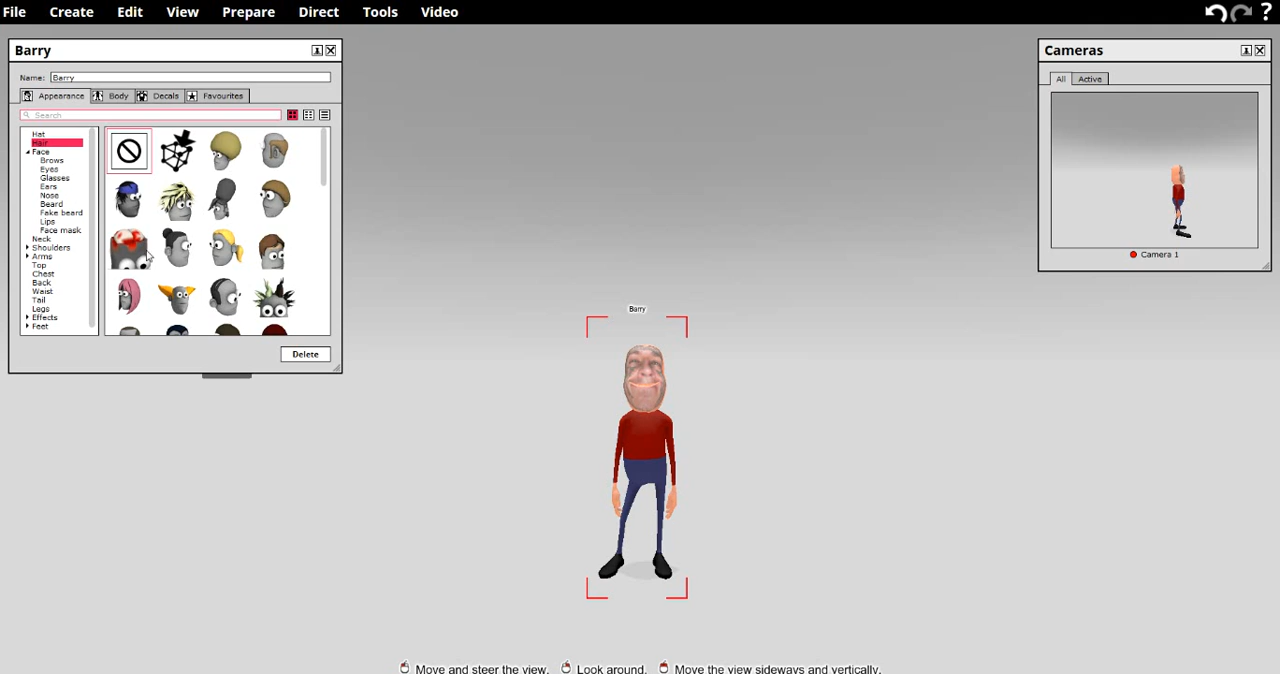 File Create Edit View Prepare Direct Tools Video ?
Barry
Name: Barry
Appearance Body Decals Favourites
Search
Hat
Hair
Face
Brows
Eyes
Glasses
Ears
Nose
Beard
Fake beard
Lips
Face mask
Neck
Shoulders
Arms
Top
Chest
Back
Waist
Tail
Legs
Effects
Feet
Delete
Barry
Cameras
All Active
Camera 1
Move and steer the view. Look around. Move the view sideways and vertically.